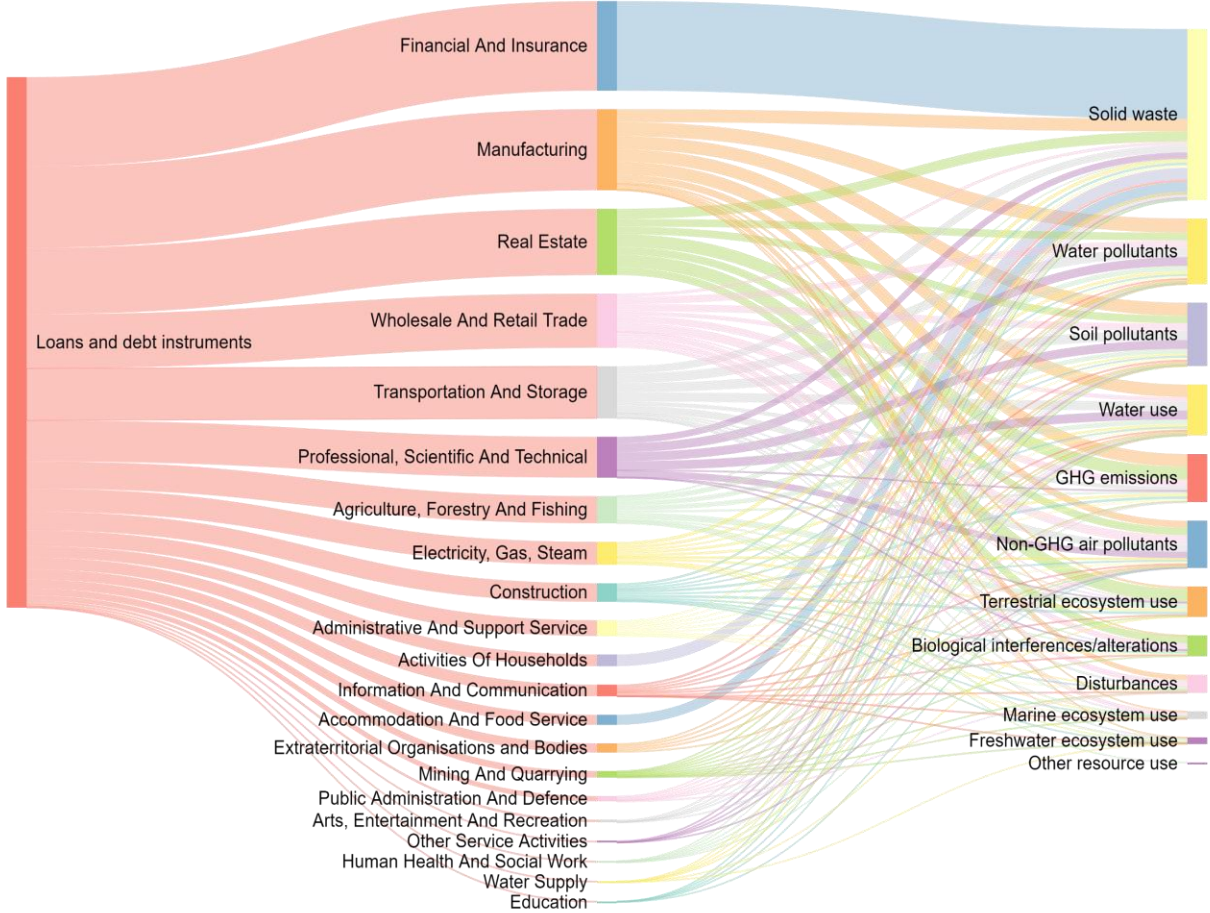 Loans and debt instruments
Financial And Insurance
Manufacturing
Real Estate
Wholesale And Retail Trade
Transportation And Storage
Professional, Scientific And Technical
Agriculture, Forestry And Fishing
Electricity, Gas, Steam
Construction
Administrative And Support Service
Activities Of Households
Information And Communication
Accommodation And Food Service
Extraterritorial Organisations and Bodies
Mining And Quarrying
Public Administration And Defence
Arts, Entertainment And Recreation
Other Service Activities
Human Health And Social Work
Water Supply
Education
Solid waste
Water pollutants
Soil pollutants
Water use
GHG emissions
Non-GHG air pollutants
Terrestrial ecosystem use
Biological interferences/alterations
Disturbances
Marine ecosystem use
Freshwater ecosystem use
Other resource use